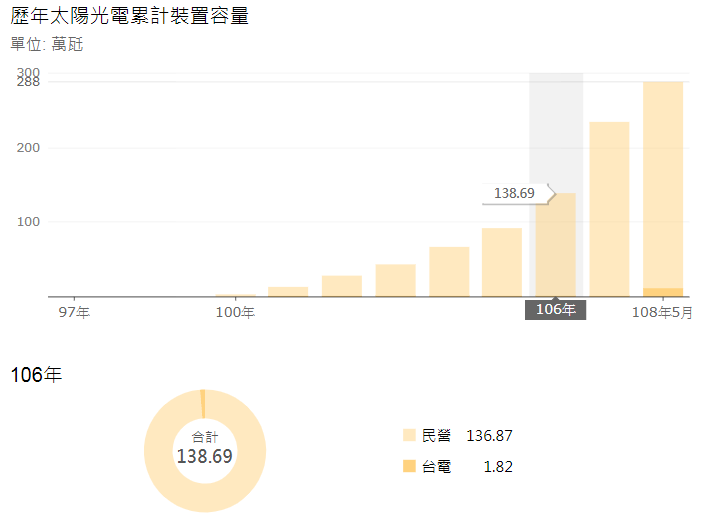 歷年太陽光電累計裝置容量
單位: 萬瓩
300
288
200
100
138.69
97年
100年
106年
108年5月
106年
合計
138.69
民營 136.87
台電 1.82